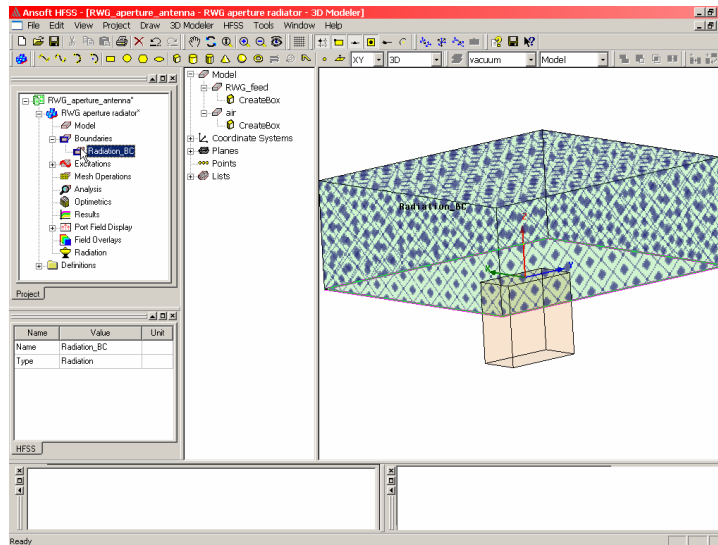 Ansoft HFSS - [RWG_aperture_antenna - RWG aperture radiator - 3D Modeler]
File Edit View Project Draw 3D Modeler HFSS Tools Window Help
XY 3D vacuum Model
RWG_aperture_antenna*
RWG aperture radiator*
Model
Boundaries
Radiation_BC
Excitations
Mesh Operations
Analysis
Optimetrics
Results
Port Field Display
Field Overlays
Radiation
Definitions
Project
Name Value Unit
Name Radiation_BC
Type Radiation
HFSS
Model
RWG_feed
CreateBox
air
CreateBox
Coordinate Systems
Planes
Points
Lists
Radiation_BC
Ready